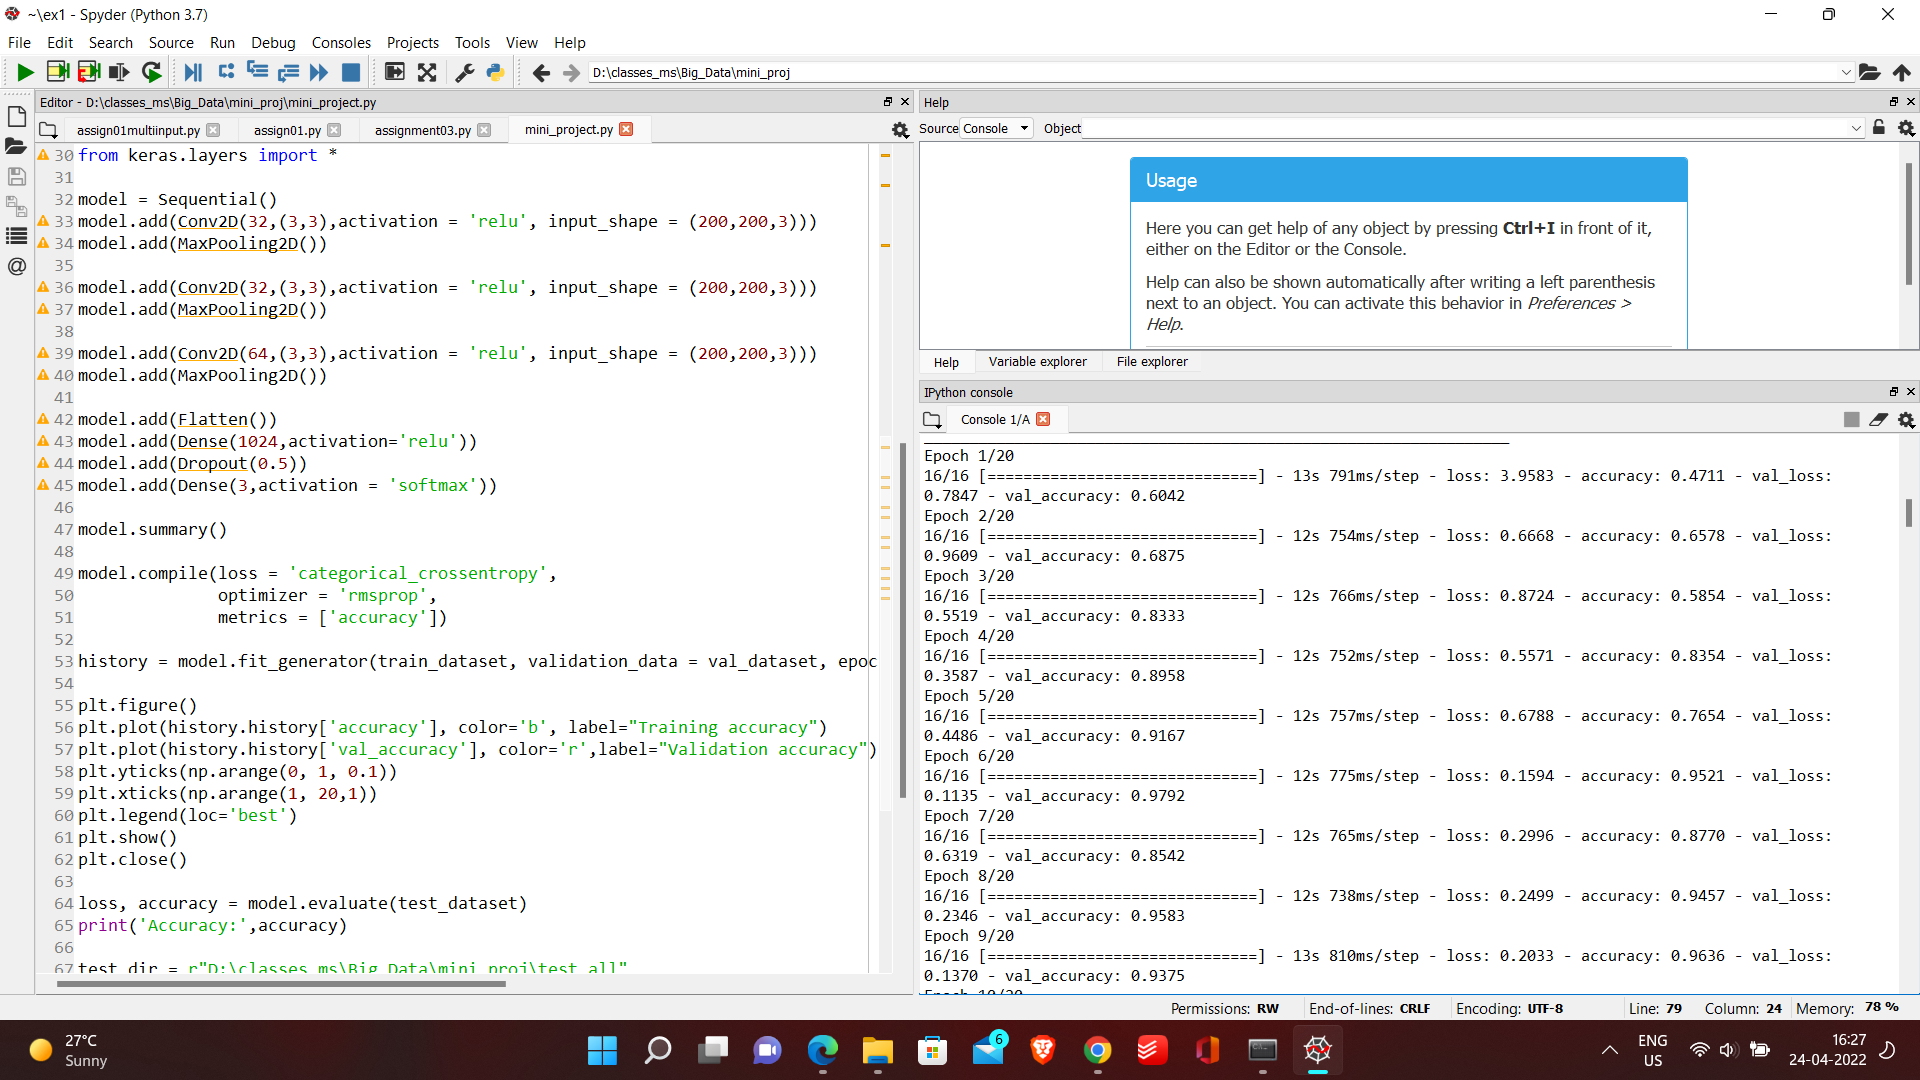 ~\ex1 - Spyder (Python 3.7)
File Edit Search Source Run Debug Consoles Projects Tools View Help
D:\classes_ms\Big_Data\mini_proj
Editor - D:\classes_ms\Big_Data\mini_proj\mini_project.py
assign01multiinput.py assign01.py assignment03.py mini_project.py
30 from keras.layers import *
31
32 model = Sequential()
33 model.add(Conv2D(32,(3,3),activation = 'relu', input_shape = (200,200,3)))
34 model.add(MaxPooling2D())
35
36 model.add(Conv2D(32,(3,3),activation = 'relu', input_shape = (200,200,3)))
37 model.add(MaxPooling2D())
38
39 model.add(Conv2D(64,(3,3),activation = 'relu', input_shape = (200,200,3)))
40 model.add(MaxPooling2D())
41
42 model.add(Flatten())
43 model.add(Dense(1024,activation='relu'))
44 model.add(Dropout(0.5))
45 model.add(Dense(3,activation = 'softmax'))
46
47 model.summary()
48
49 model.compile(loss = 'categorical_crossentropy',
50 optimizer = 'rmsprop',
51 metrics = ['accuracy'])
52
53 history = model.fit_generator(train_dataset, validation_data = val_dataset, epoc
54
55 plt.figure()
56 plt.plot(history.history['accuracy'], color='b', label="Training accuracy")
57 plt.plot(history.history['val_accuracy'], color='r',label="Validation accuracy")
58 plt.yticks(np.arange(0, 1, 0.1))
59 plt.xticks(np.arange(1, 20,1))
60 plt.legend(loc='best')
61 plt.show()
62 plt.close()
63
64 loss, accuracy = model.evaluate(test_dataset)
65 print('Accuracy:',accuracy)
66
67 test_dir = r"D:\classes_ms\Big_Data\mini_proj\test_all"
Help
Source Console Object
Usage
Here you can get help of any object by pressing Ctrl+I in front of it,
either on the Editor or the Console.
Help can also be shown automatically after writing a left parenthesis
next to an object. You can activate this behavior in Preferences >
Help.
Help Variable explorer File explorer
IPython console
Console 1/A
Epoch 1/20
16/16 [==============================] - 13s 791ms/step - loss: 3.9583 - accuracy: 0.4711 - val_loss:
0.7847 - val_accuracy: 0.6042
Epoch 2/20
16/16 [==============================] - 12s 754ms/step - loss: 0.6668 - accuracy: 0.6578 - val_loss:
0.9609 - val_accuracy: 0.6875
Epoch 3/20
16/16 [==============================] - 12s 766ms/step - loss: 0.8724 - accuracy: 0.5854 - val_loss:
0.5519 - val_accuracy: 0.8333
Epoch 4/20
16/16 [==============================] - 12s 752ms/step - loss: 0.5571 - accuracy: 0.8354 - val_loss:
0.3587 - val_accuracy: 0.8958
Epoch 5/20
16/16 [==============================] - 12s 757ms/step - loss: 0.6788 - accuracy: 0.7654 - val_loss:
0.4486 - val_accuracy: 0.9167
Epoch 6/20
16/16 [==============================] - 12s 775ms/step - loss: 0.1594 - accuracy: 0.9521 - val_loss:
0.1135 - val_accuracy: 0.9792
Epoch 7/20
16/16 [==============================] - 12s 765ms/step - loss: 0.2996 - accuracy: 0.8770 - val_loss:
0.6319 - val_accuracy: 0.8542
Epoch 8/20
16/16 [==============================] - 12s 738ms/step - loss: 0.2499 - accuracy: 0.9457 - val_loss:
0.2346 - val_accuracy: 0.9583
Epoch 9/20
16/16 [==============================] - 13s 810ms/step - loss: 0.2033 - accuracy: 0.9636 - val_loss:
0.1370 - val_accuracy: 0.9375
Epoch 10/20
Permissions: RW End-of-lines: CRLF Encoding: UTF-8 Line: 79 Column: 24 Memory: 78 %
27°C
Sunny
6
ENG
US
16:27
24-04-2022